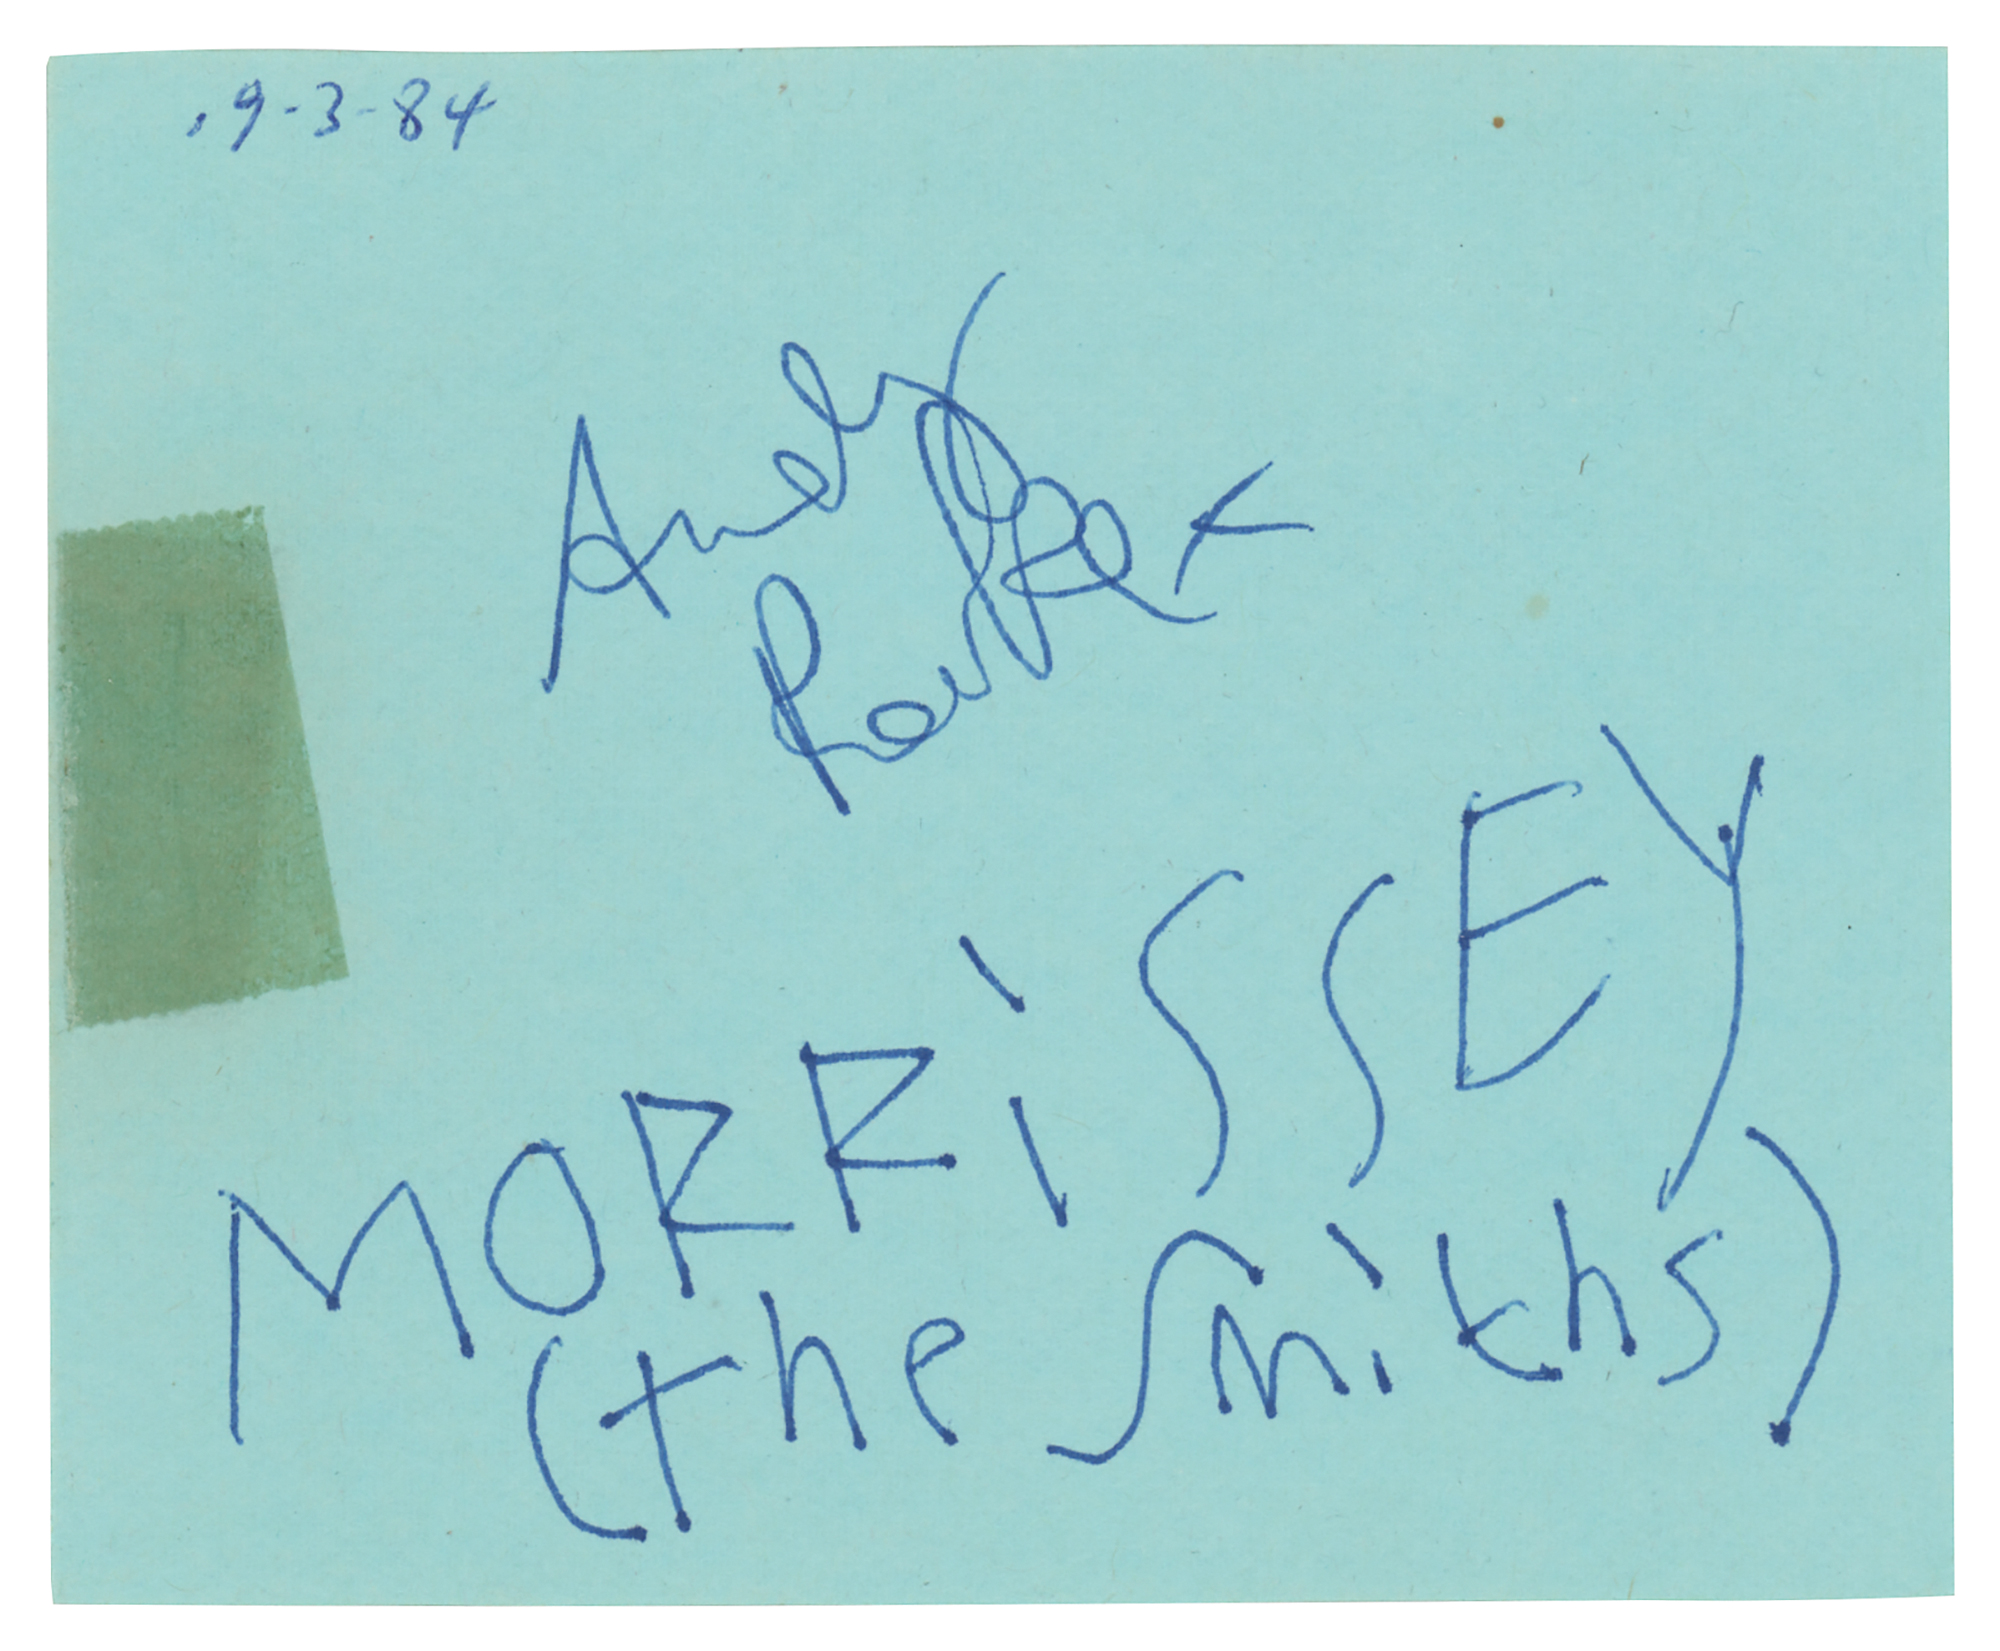 9-3-84
Andy
Rourke
MORRiSSEY
(the Smiths)